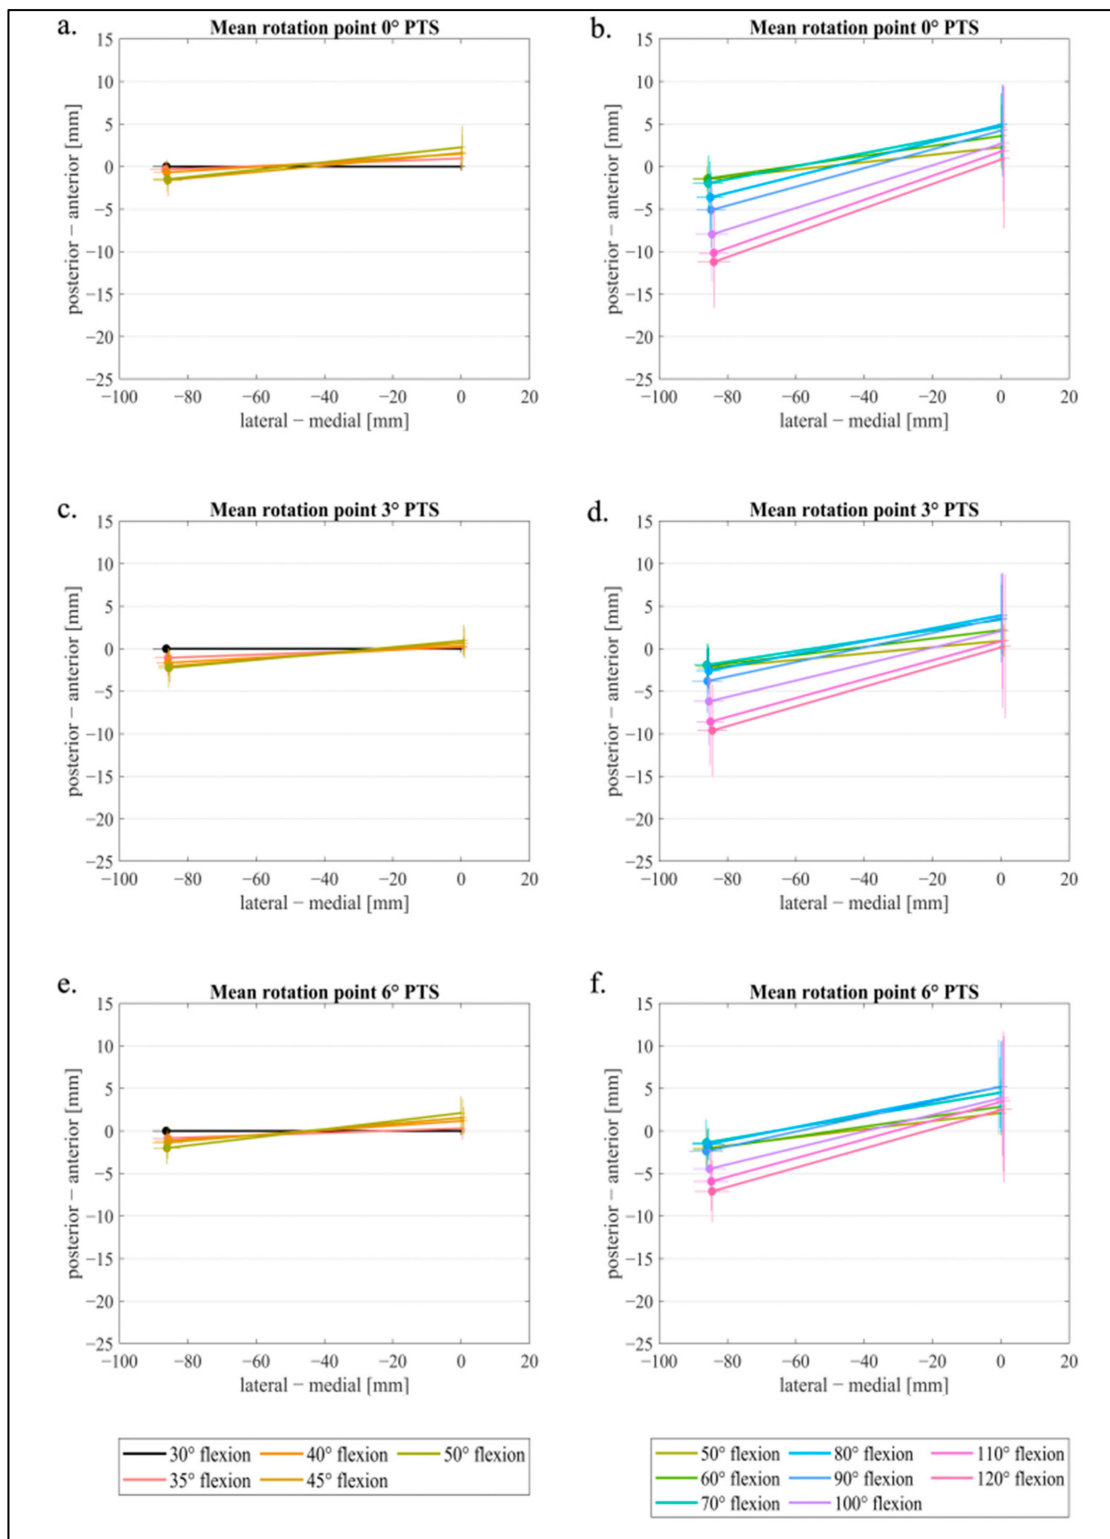 a.
Mean rotation point 0° PTS
15
10
5
0
−5
−10
−15
−20
−25
posterior − anterior [mm]
−100 −80 −60 −40 −20 0 20
lateral − medial [mm]
b.
Mean rotation point 0° PTS
15
10
5
0
−5
−10
−15
−20
−25
posterior − anterior [mm]
−100 −80 −60 −40 −20 0 20
lateral − medial [mm]
c.
Mean rotation point 3° PTS
15
10
5
0
−5
−10
−15
−20
−25
posterior − anterior [mm]
−100 −80 −60 −40 −20 0 20
lateral − medial [mm]
d.
Mean rotation point 3° PTS
15
10
5
0
−5
−10
−15
−20
−25
posterior − anterior [mm]
−100 −80 −60 −40 −20 0 20
lateral − medial [mm]
e.
Mean rotation point 6° PTS
15
10
5
0
−5
−10
−15
−20
−25
posterior − anterior [mm]
−100 −80 −60 −40 −20 0 20
lateral − medial [mm]
f.
Mean rotation point 6° PTS
15
10
5
0
−5
−10
−15
−20
−25
posterior − anterior [mm]
−100 −80 −60 −40 −20 0 20
lateral − medial [mm]
30° flexion 40° flexion 50° flexion
35° flexion 45° flexion
50° flexion 80° flexion 110° flexion
60° flexion 90° flexion 120° flexion
70° flexion 100° flexion